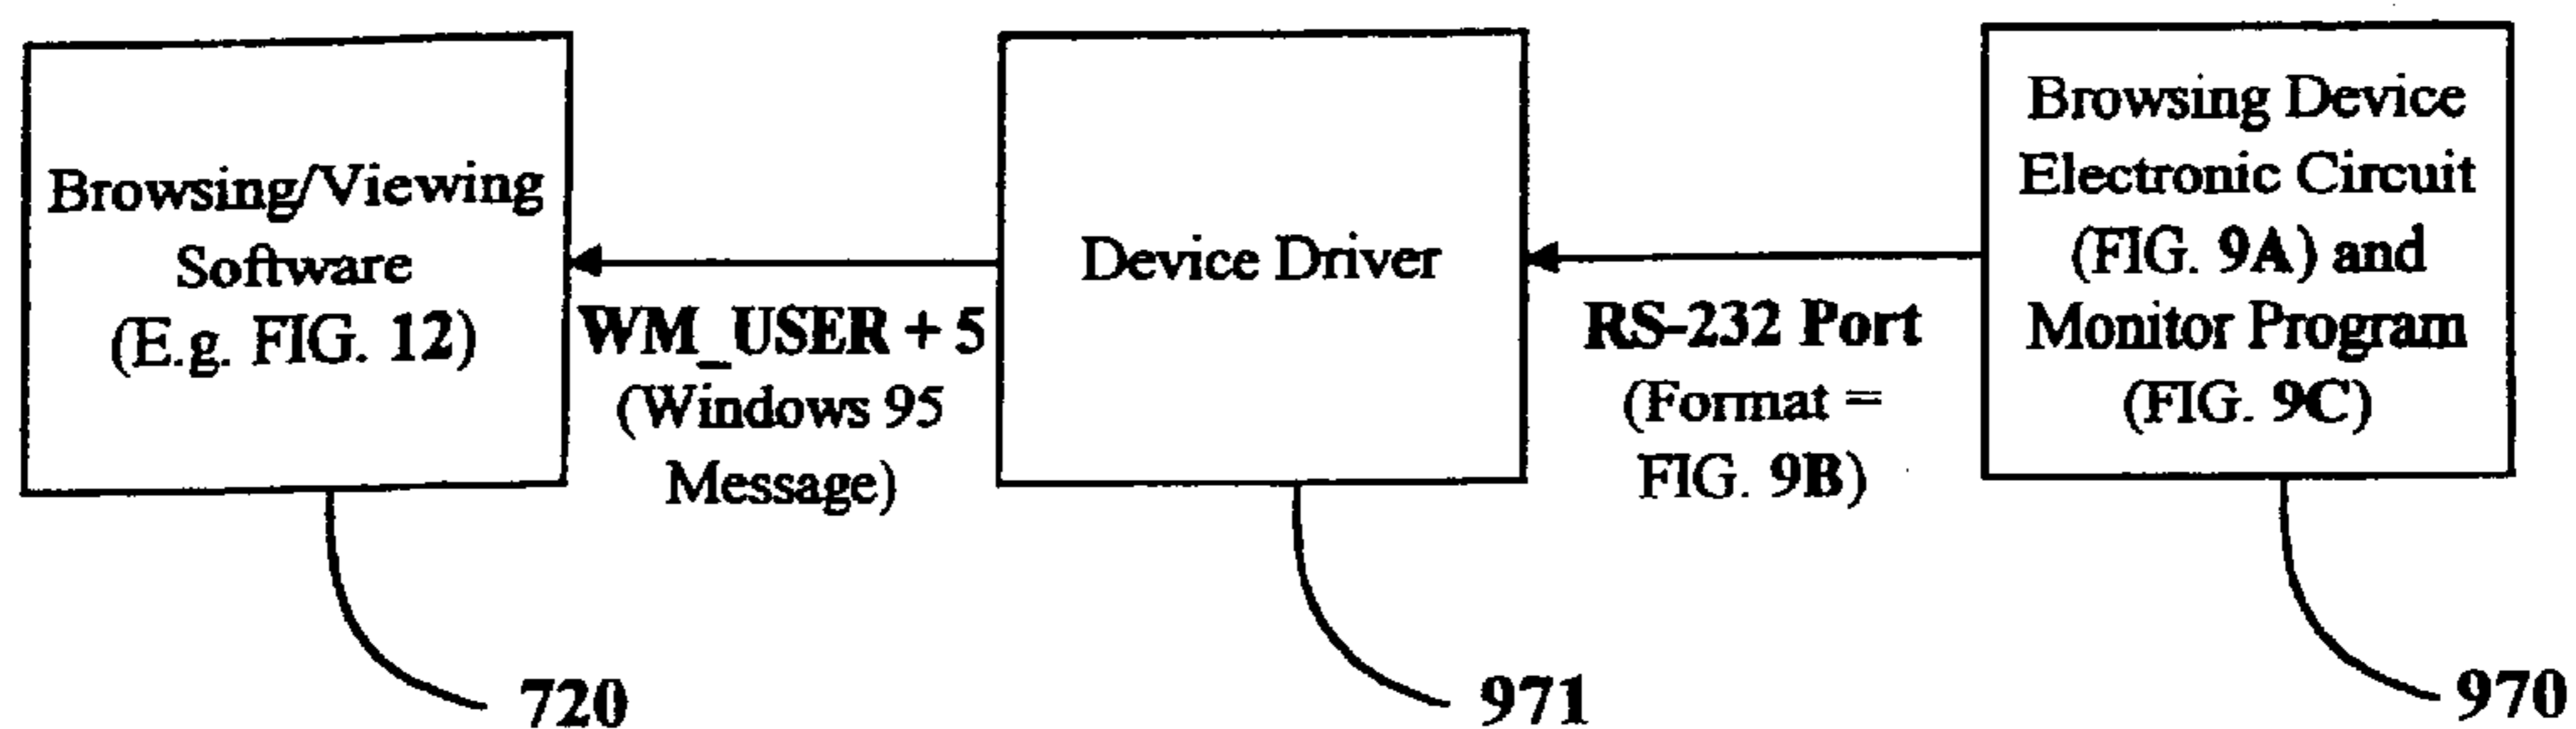 Browsing/Viewing
Software
(E.g. FIG. 12)
WM_USER + 5
(Windows 95
Message)
Device Driver
RS-232 Port
(Format =
FIG. 9B)
Browsing Device
Electronic Circuit
(FIG. 9A) and
Monitor Program
(FIG. 9C)
720
971
970